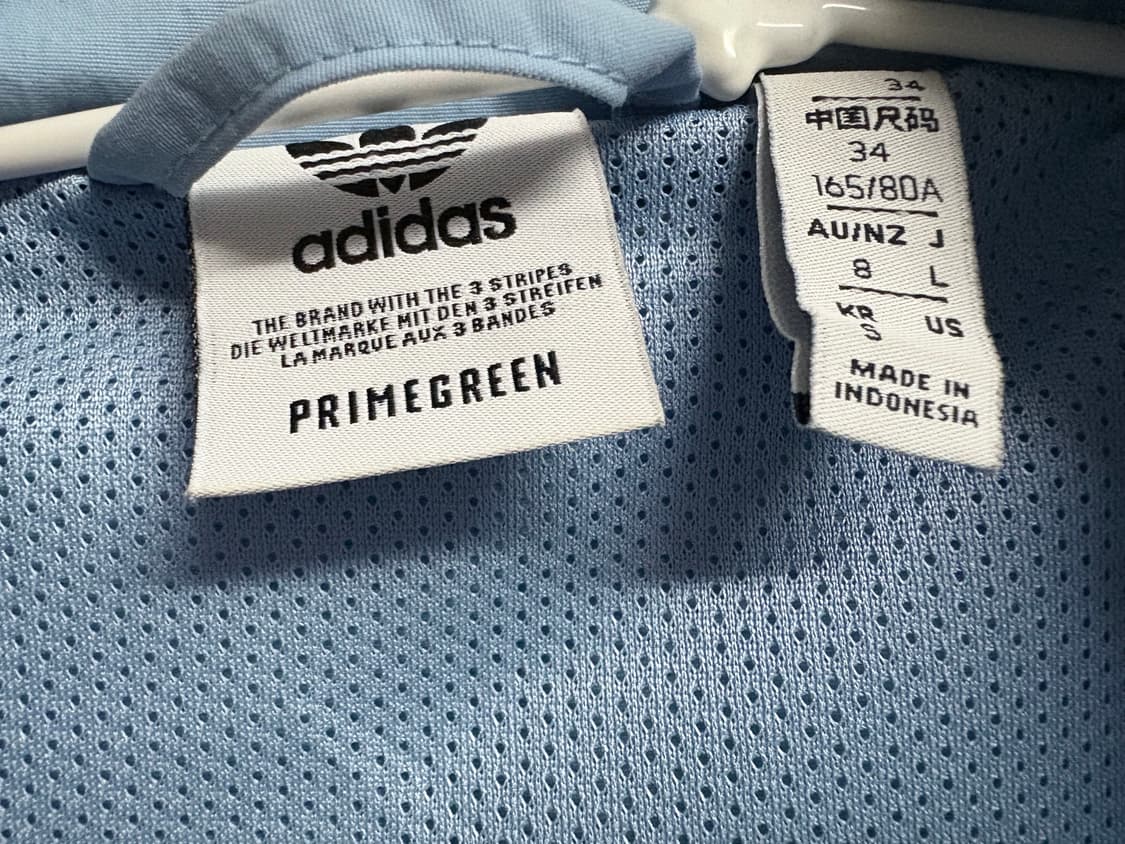 adidas
THE BRAND WITH THE 3 STRIPES
DIE WELTMARKE MIT DEN 3 STREIFEN
LA MARQUE AUX 3 BANDES
PRIMEGREEN
34
中国尺码
34
165/80A
AU/NZ J
8 L
KR US
S
MADE IN
INDONESIA